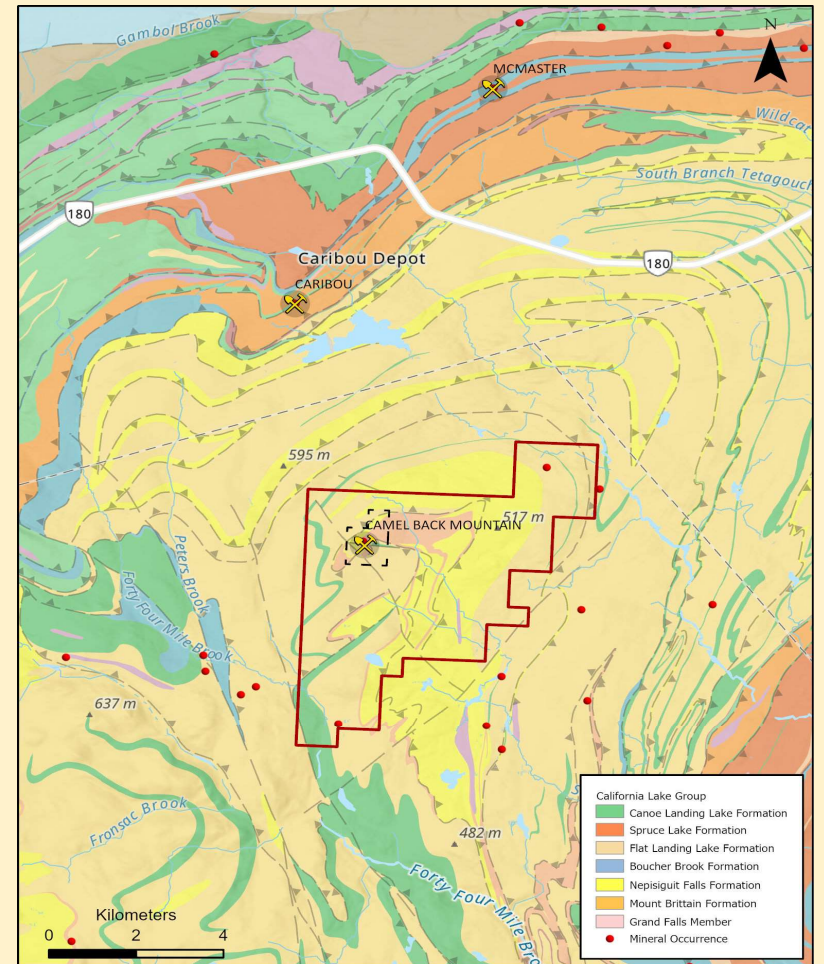 Gambol Brook
N
MCMASTER
Wildcat
South Branch Tetagouch
180
Caribou Depot
180
CARIBOU
595 m
CAMEL BACK MOUNTAIN
517 m
Peters Brook
Forty Four Mile Brook
637 m
Fronsac Brook
482 m
Forty Four Mile Bro
S
Kilometers
0 2 4
California Lake Group
Canoe Landing Lake Formation
Spruce Lake Formation
Flat Landing Lake Formation
Boucher Brook Formation
Nepisiguit Falls Formation
Mount Brittain Formation
Grand Falls Member
Mineral Occurrence